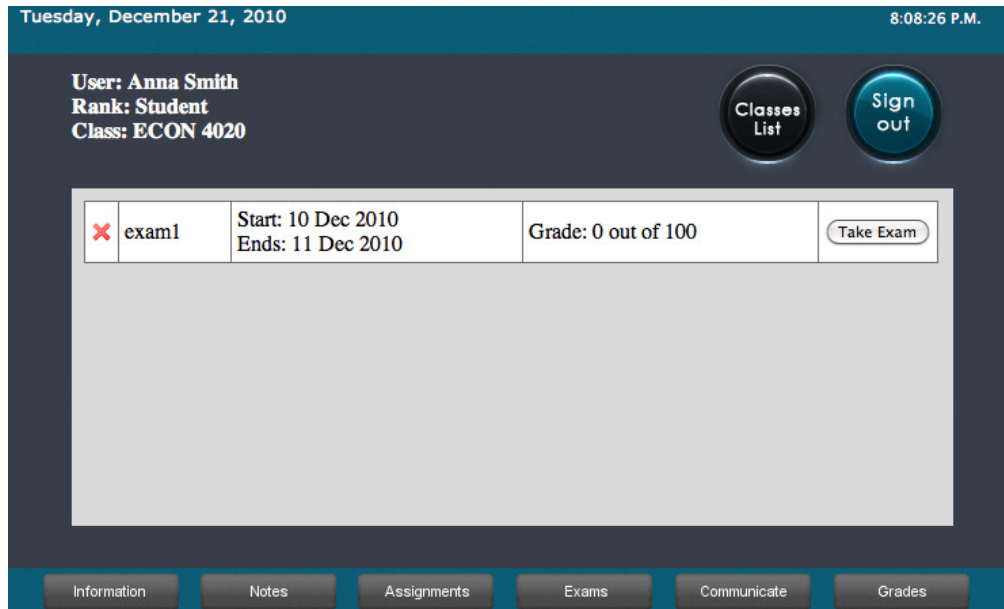 Tuesday, December 21, 2010
8:08:26 P.M.
User: Anna Smith
Rank: Student
Class: ECON 4020
Classes
List
Sign
out
exam1
Start: 10 Dec 2010
Ends: 11 Dec 2010
Grade: 0 out of 100
Take Exam
Information
Notes
Assignments
Exams
Communicate
Grades